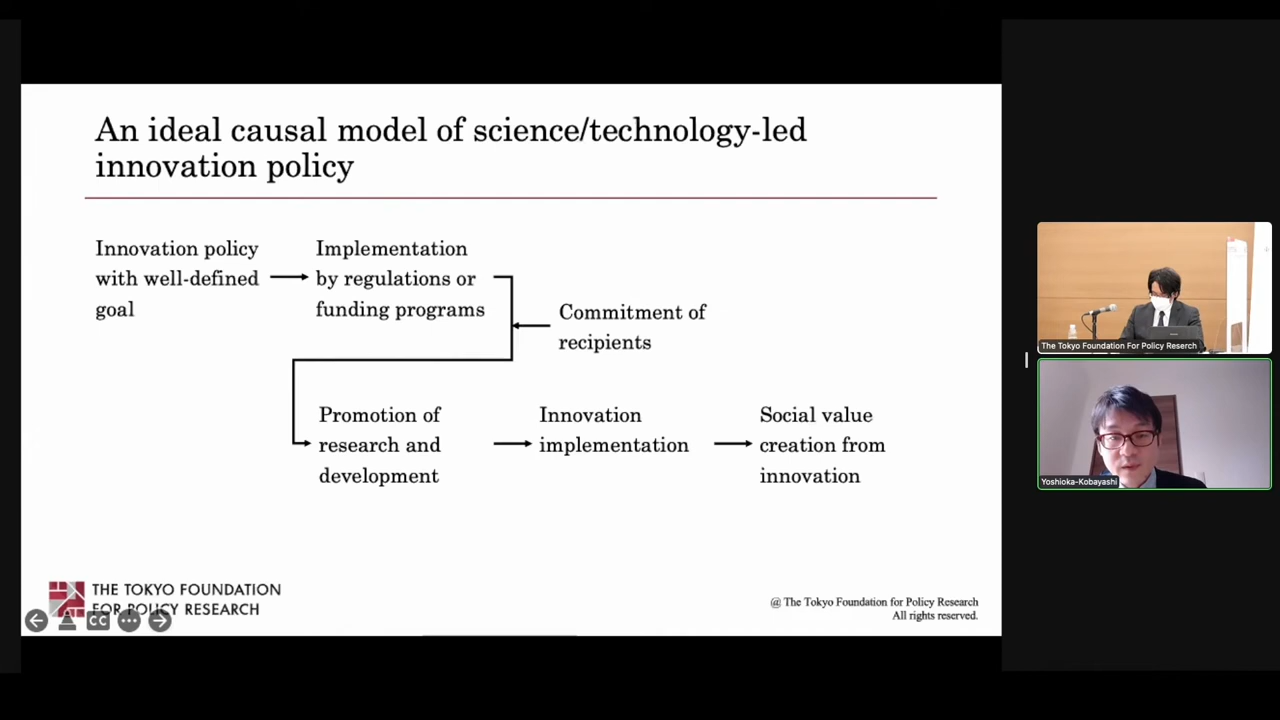 An ideal causal model of science/technology-led
innovation policy
Innovation policy
with well-defined
goal
Implementation
by regulations or
funding programs
Commitment of
recipients
Promotion of
research and
development
Innovation
implementation
Social value
creation from
innovation
THE TOKYO FOUNDATION
FOR POLICY RESEARCH
CC
@ The Tokyo Foundation for Policy Research
All rights reserved.
The Tokyo Foundation For Policy Reserch
Yoshioka-Kobayashi